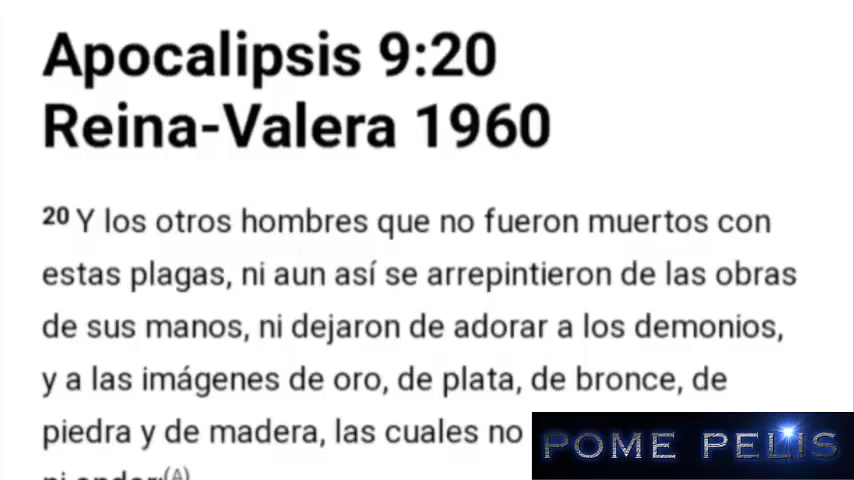 Apocalipsis 9:20
Reina-Valera 1960
20 Y los otros hombres que no fueron muertos con
estas plagas, ni aun así se arrepintieron de las obras
de sus manos, ni dejaron de adorar a los demonios,
y a las imágenes de oro, de plata, de bronce, de
piedra y de madera, las cuales no
POME PELIS